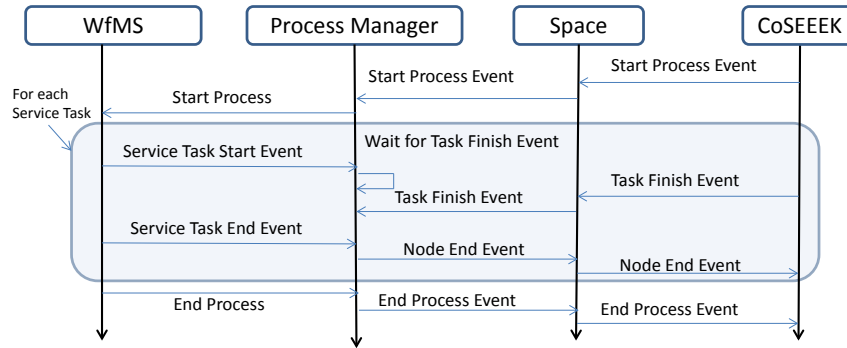 WfMS
Process Manager
Space
CoSEEEK
Start Process Event
Start Process Event
Start Process
For each
Service Task
Wait for Task Finish Event
Service Task Start Event
Task Finish Event
Task Finish Event
Service Task End Event
Node End Event
Node End Event
End Process
End Process Event
End Process Event